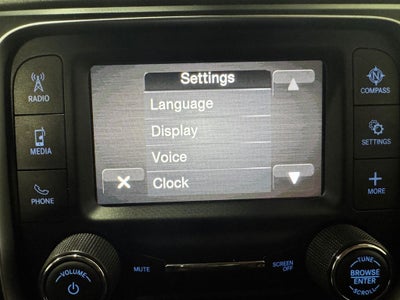 Settings
Language
Display
Voice
Clock
RADIO
MEDIA
PHONE
COMPASS
SETTINGS
MORE
N
VOLUME
MUTE
SCREEN
OFF
TUNE
BROWSE
ENTER
SCROLL